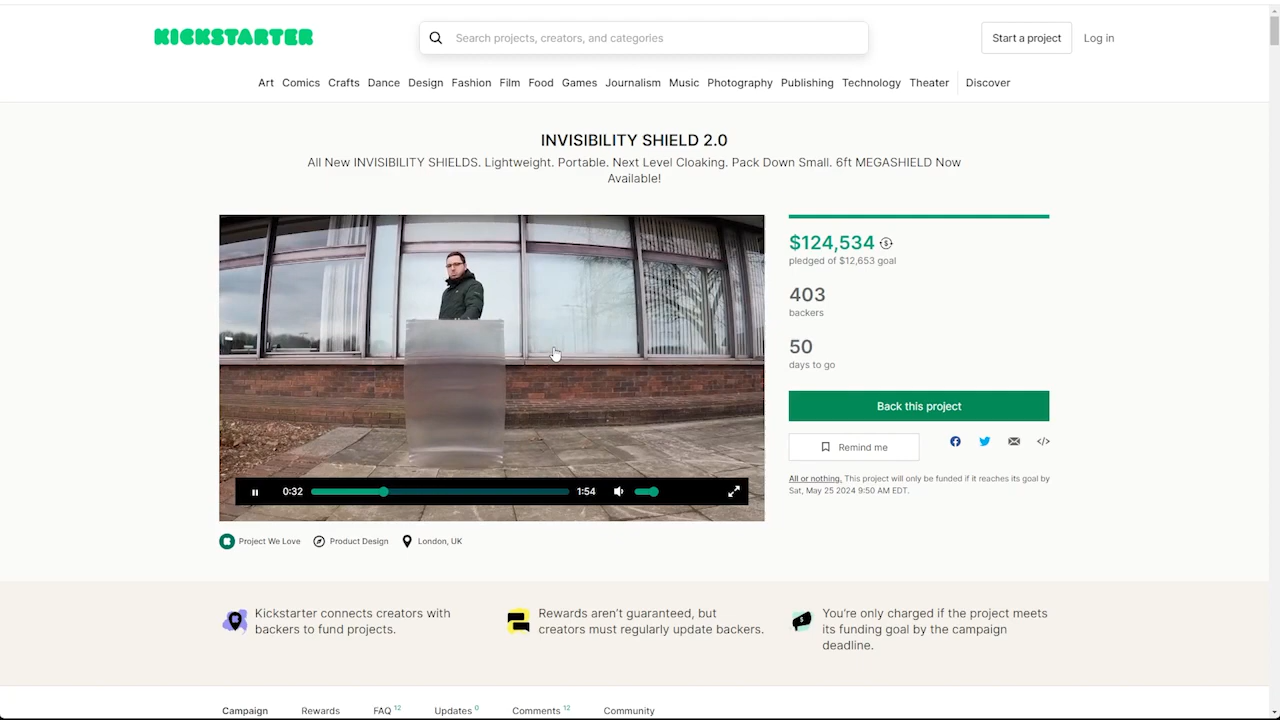 KICKSTARTER
Search projects, creators, and categories
Start a project
Log in
Art Comics Crafts Dance Design Fashion Film Food Games Journalism Music Photography Publishing Technology Theater Discover
INVISIBILITY SHIELD 2.0
All New INVISIBILITY SHIELDS. Lightweight. Portable. Next Level Cloaking. Pack Down Small. 6ft MEGASHIELD Now
Available!
$124,534
pledged of $12,653 goal
403
backers
50
days to go
Back this project
Remind me
</>
All or nothing. This project will only be funded if it reaches its goal by
Sat, May 25 2024 9:50 AM EDT.
0:32
1:54
Project We Love
Product Design
London, UK
Kickstarter connects creators with
backers to fund projects.
Rewards aren't guaranteed, but
creators must regularly update backers.
You're only charged if the project meets
its funding goal by the campaign
deadline.
Campaign Rewards FAQ 12 Updates 0 Comments 12 Community